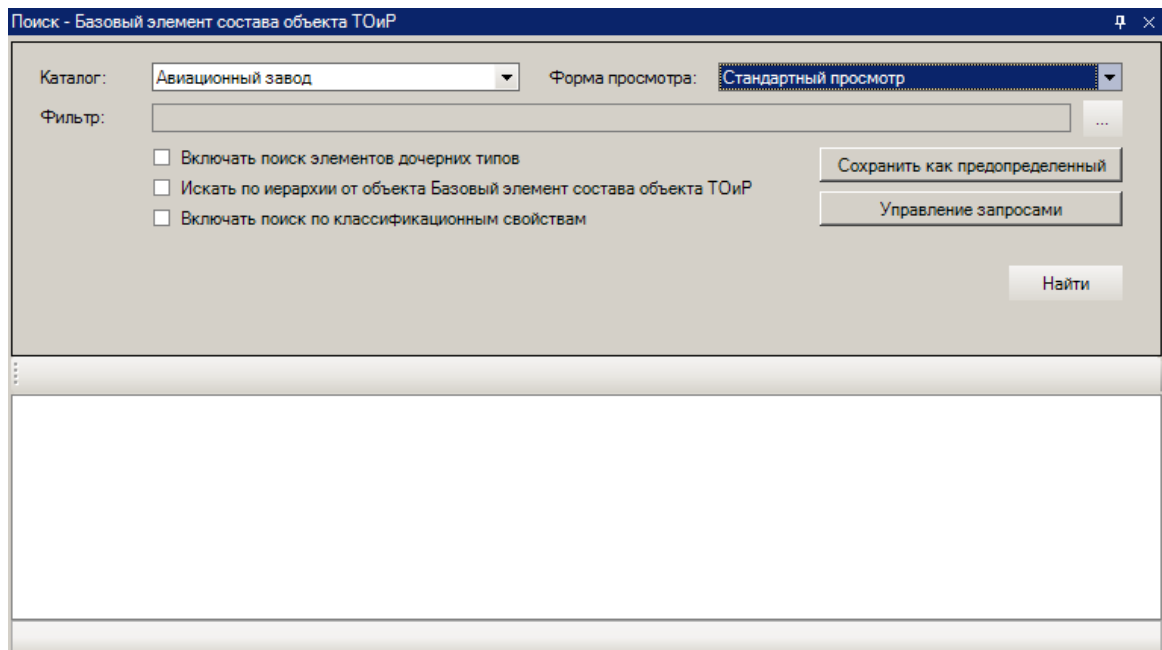 Поиск - Базовый элемент состава объекта ТОиР
Каталог: Авиационный завод Форма просмотра: Стандартный просмотр
Фильтр: ...
Включать поиск элементов дочерних типов
Сохранить как предопределенный
Искать по иерархии от объекта Базовый элемент состава объекта ТОиР
Управление запросами
Включать поиск по классификационным свойствам
Найти